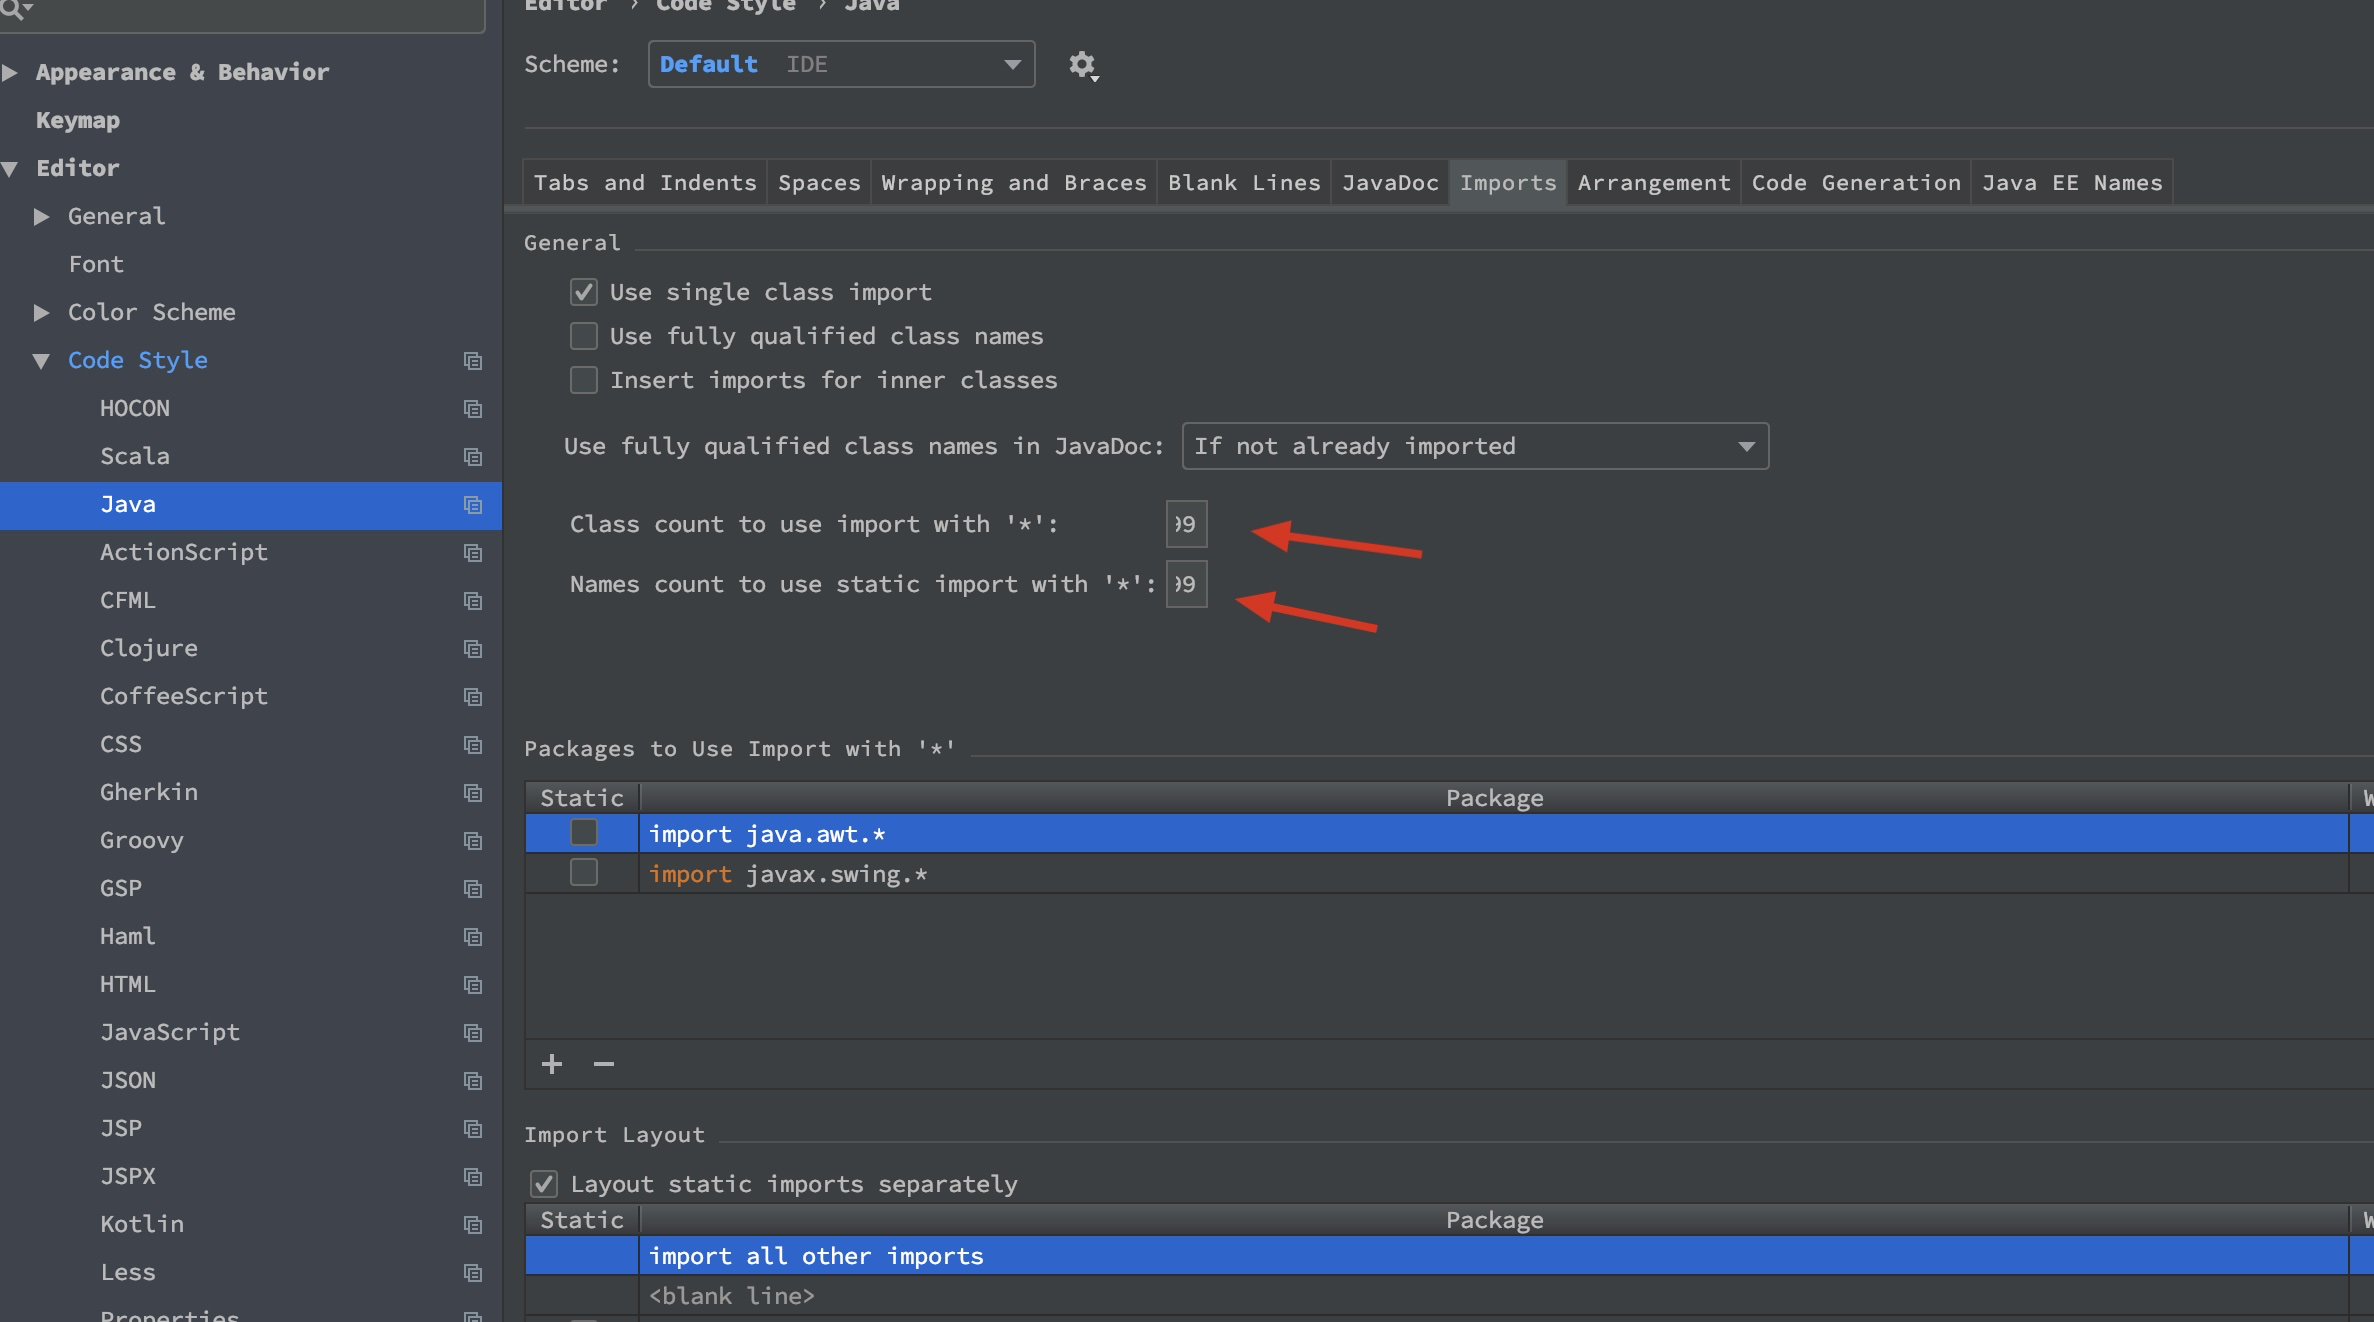 Editor › Code Style › Java
Scheme: Default IDE
Appearance & Behavior
Keymap
Editor
General
Font
Color Scheme
Code Style
HOCON
Scala
Java
ActionScript
CFML
Clojure
CoffeeScript
CSS
Gherkin
Groovy
GSP
Haml
HTML
JavaScript
JSON
JSP
JSPX
Kotlin
Less
Properties
Tabs and Indents Spaces Wrapping and Braces Blank Lines JavaDoc Imports Arrangement Code Generation Java EE Names
General
Use single class import
Use fully qualified class names
Insert imports for inner classes
Use fully qualified class names in JavaDoc: If not already imported
Class count to use import with '*': 99
Names count to use static import with '*': 99
Packages to Use Import with '*'
Static Package
import java.awt.*
import javax.swing.*
Import Layout
Layout static imports separately
Static Package
import all other imports
<blank line>